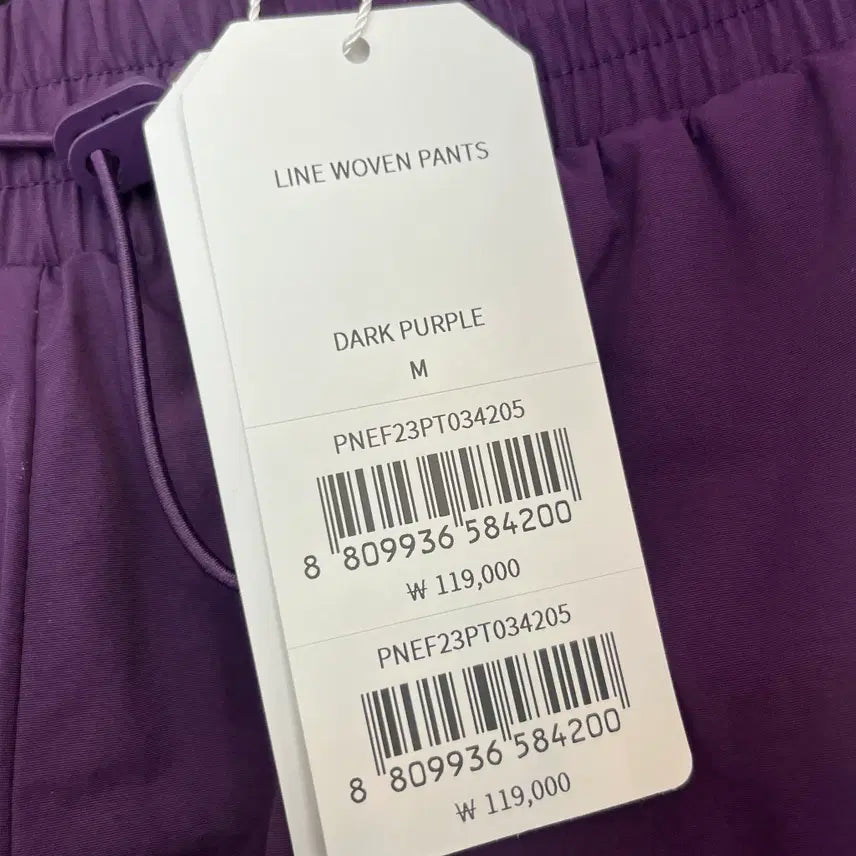 LINE WOVEN PANTS
DARK PURPLE
M
PNEF23PT034205
8 809936 584200
₩ 119,000
PNEF23PT034205
8 809936 584200
₩ 119,000